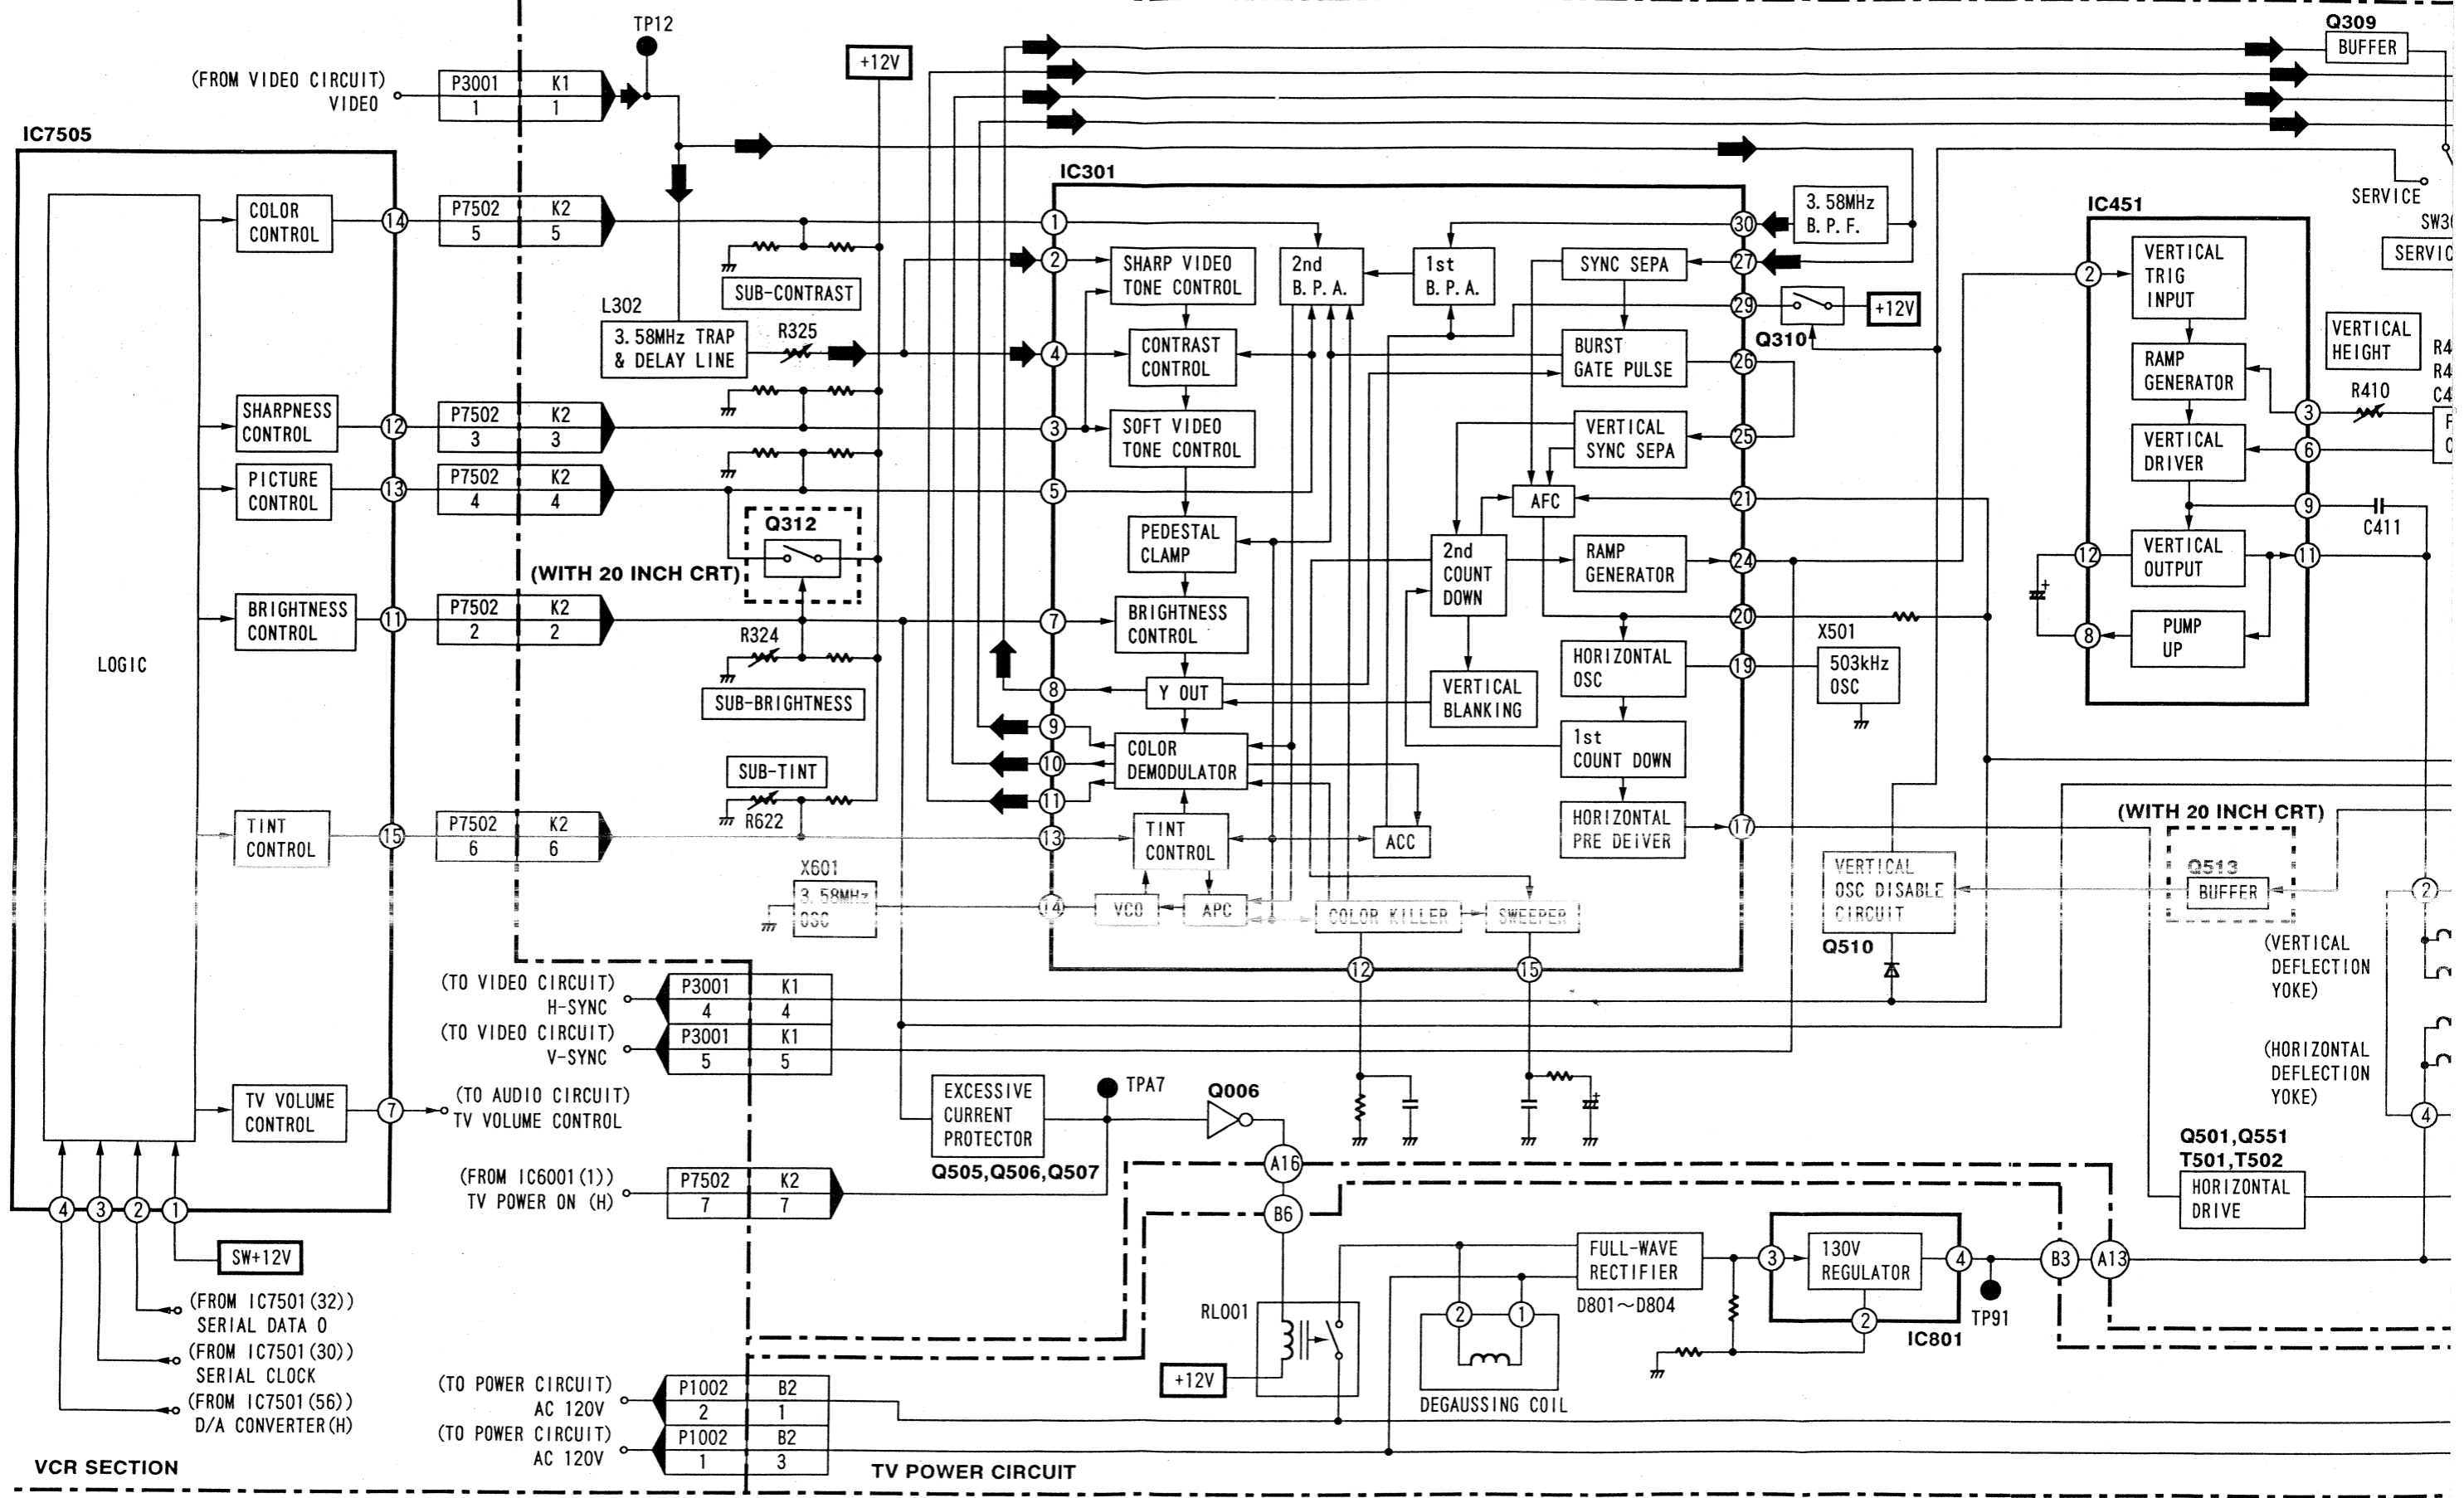 TP12
Q309
BUFFER
+12V
(FROM VIDEO CIRCUIT)
VIDEO
P3001 K1
1 1
IC7505
IC301
LOGIC
COLOR
CONTROL
14
P7502 K2
5 5
SUB-CONTRAST
L302
3.58MHz TRAP
& DELAY LINE
R325
SHARPNESS
CONTROL
12
P7502 K2
3 3
PICTURE
CONTROL
13
P7502 K2
4 4
Q312
(WITH 20 INCH CRT)
BRIGHTNESS
CONTROL
11
P7502 K2
2 2
R324
SUB-BRIGHTNESS
SUB-TINT
R622
TINT
CONTROL
15
P7502 K2
6 6
X601
3.58MHz
OSC
1
2
4
3
5
7
8
9
10
11
13
14
SHARP VIDEO
TONE CONTROL
CONTRAST
CONTROL
SOFT VIDEO
TONE CONTROL
PEDESTAL
CLAMP
BRIGHTNESS
CONTROL
Y OUT
COLOR
DEMODULATOR
TINT
CONTROL
VCO
APC
2nd
B.P.A.
1st
B.P.A.
SYNC SEPA
BURST
GATE PULSE
VERTICAL
SYNC SEPA
AFC
2nd
COUNT
DOWN
RAMP
GENERATOR
VERTICAL
BLANKING
HORIZONTAL
OSC
1st
COUNT DOWN
HORIZONTAL
PRE DEIVER
ACC
COLOR KILLER
SWEEPER
12
15
30
27
29
26
25
21
24
20
19
17
3.58MHz
B.P.F.
Q310
+12V
X501
503kHz
OSC
IC451
SERVICE
VERTICAL
TRIG
INPUT
RAMP
GENERATOR
VERTICAL
DRIVER
VERTICAL
OUTPUT
PUMP
UP
2
12
8
3
6
9
11
VERTICAL
HEIGHT
R410
C411
(WITH 20 INCH CRT)
Q513
BUFFER
VERTICAL
OSC DISABLE
CIRCUIT
Q510
2
(VERTICAL
DEFLECTION
YOKE)
(HORIZONTAL
DEFLECTION
YOKE)
4
Q501,Q551
T501,T502
HORIZONTAL
DRIVE
(TO VIDEO CIRCUIT)
H-SYNC
P3001 K1
4 4
(TO VIDEO CIRCUIT)
V-SYNC
P3001 K1
5 5
TV VOLUME
CONTROL
7
(TO AUDIO CIRCUIT)
TV VOLUME CONTROL
EXCESSIVE
CURRENT
PROTECTOR
Q505,Q506,Q507
TPA7
Q006
(FROM IC6001(1))
TV POWER ON (H)
P7502 K2
7 7
A16
B6
4 3 2 1
SW+12V
(FROM IC7501(32))
SERIAL DATA O
(FROM IC7501(30))
SERIAL CLOCK
(FROM IC7501(56))
D/A CONVERTER(H)
RL001
+12V
FULL-WAVE
RECTIFIER
D801~D804
2 1
DEGAUSSING COIL
3
130V
REGULATOR
4
2
IC801
TP91
B3
A13
(TO POWER CIRCUIT)
AC 120V
P1002 B2
2 1
(TO POWER CIRCUIT)
AC 120V
P1002 B2
1 3
VCR SECTION
TV POWER CIRCUIT